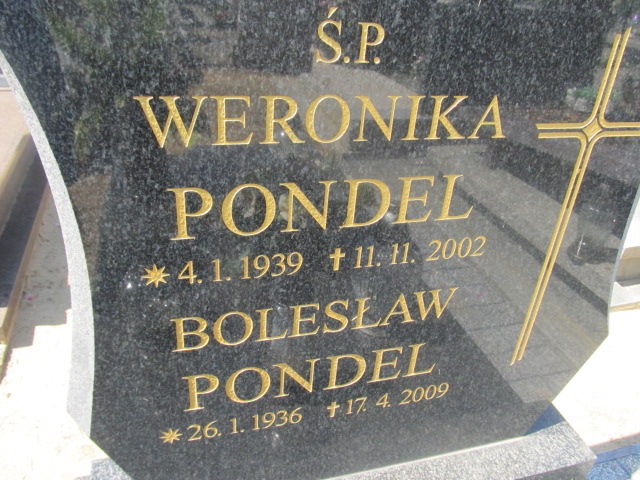 Ś.P.
WERONIKA
PONDEL
* 4. 1. 1939 ✝ 11. 11. 2002
BOLESŁAW
PONDEL
* 26. 1. 1936 ✝ 17. 4. 2009